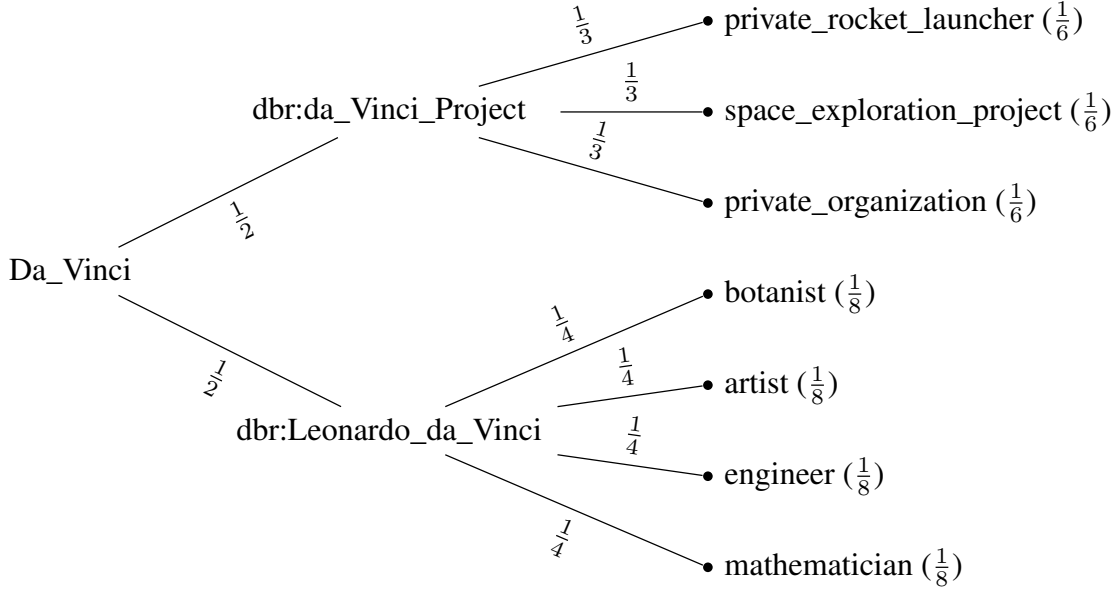 1/3 private_rocket_launcher (1/6)
dbr:da_Vinci_Project 1/3 space_exploration_project (1/6)
1/3 private_organization (1/6)
1/2
Da_Vinci
1/2
1/4 botanist (1/8)
1/4 artist (1/8)
dbr:Leonardo_da_Vinci
1/4 engineer (1/8)
1/4 mathematician (1/8)